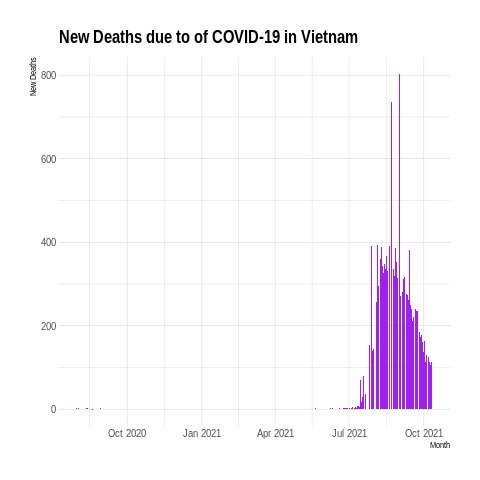 New Deaths due to of COVID-19 in Vietnam
New Deaths
800
600
400
200
0
Oct 2020 Jan 2021 Apr 2021 Jul 2021 Oct 2021
Month